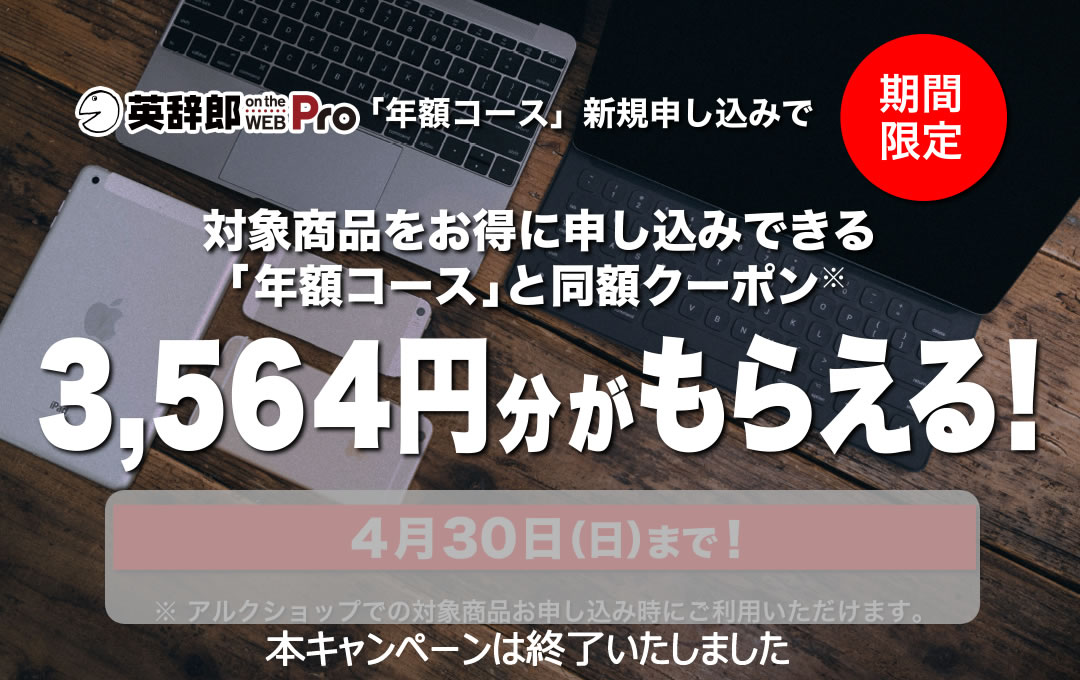 英辞郎 on the WEB Pro「年額コース」新規申し込みで
期間
限定
対象商品をお得に申し込みできる
「年額コース」と同額クーポン※
3,564円分がもらえる!
4月30日(日)まで!
※ アルクショップでの対象商品お申し込み時にご利用いただけます。
本キャンペーンは終了いたしました